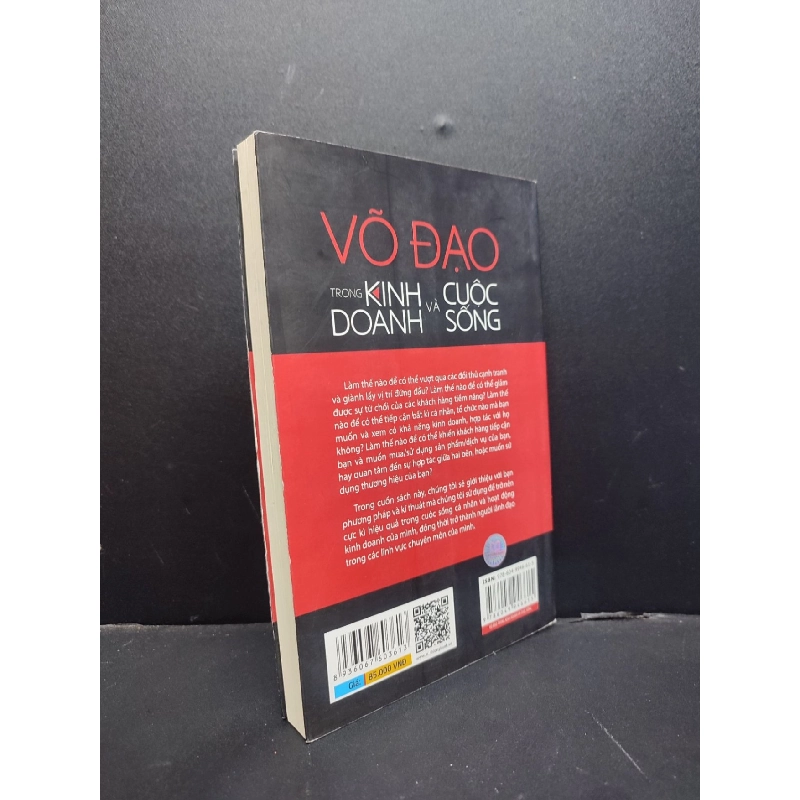 VÕ ĐẠO
TRONG KINH DOANH VÀ CUỘC SỐNG
Làm thế nào để có thể vượt qua các đối thủ cạnh tranh
và giành lấy vị trí đứng đầu? Làm thế nào để có thể giảm
được sự từ chối của các khách hàng tiềm năng? Làm thế
nào để có thể tiếp cận bất kì cá nhân, tổ chức nào mà bạn
muốn và xem có khả năng kinh doanh, hợp tác với họ
không? Làm thế nào để có thể khiến khách hàng tiếp cận
bạn và muốn mua/sử dụng sản phẩm/dịch vụ của bạn,
hay quan tâm đến sự hợp tác giữa hai bên, hoặc muốn sử
dụng thương hiệu của bạn?
Trong cuốn sách này, chúng tôi sẽ giới thiệu với bạn
phương pháp và kĩ thuật mà chúng tôi sử dụng để trở nên
cực kì hiệu quả trong cuộc sống cá nhân và hoạt động
kinh doanh của mình, đồng thời trở thành người lãnh đạo
trong các lĩnh vực chuyên môn của mình.
ISBN:
GIÁ: 85.000 VNĐ